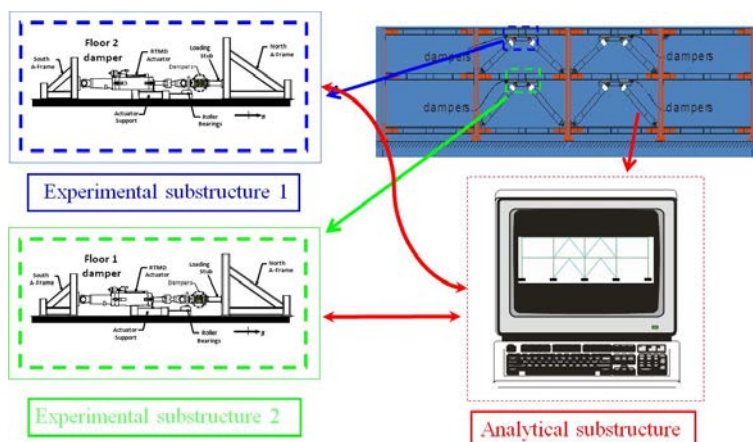 Floor 2
damper
South
A-Frame
RTMD
Actuator
Loading
Stub
Dampers
North
A-Frame
Actuator
Support
Roller
Bearings
Experimental substructure 1
dampers
dampers
dampers
dampers
Floor 1
damper
South
A-Frame
RTMD
Actuator
Loading
Stub
Dampers
North
A-Frame
Actuator
Support
Roller
Bearings
Experimental substructure 2
Analytical substructure